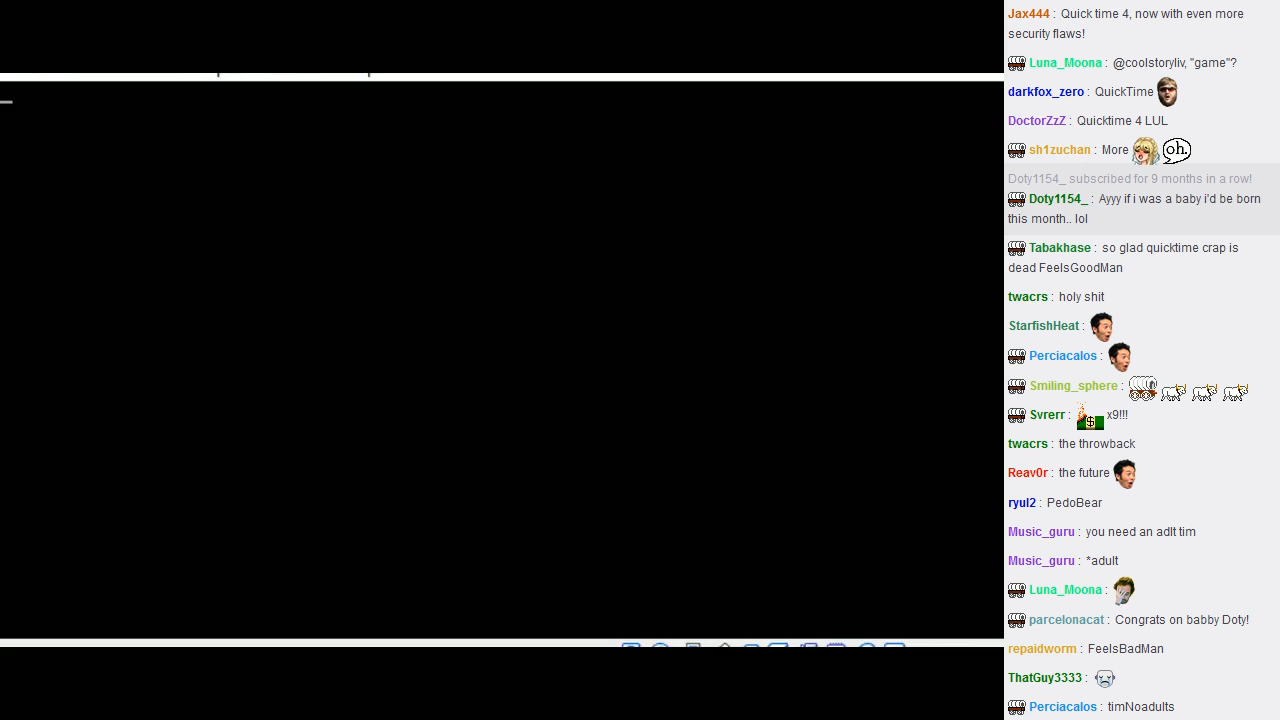 Jax444 : Quick time 4, now with even more
security flaws!
Luna_Moona : @coolstoryliv, "game"?
darkfox_zero : QuickTime
DoctorZzZ : Quicktime 4 LUL
sh1zuchan : More oh.
Doty1154_ subscribed for 9 months in a row!
Doty1154_ : Ayyy if i was a baby i'd be born
this month.. lol
Tabakhase : so glad quicktime crap is
dead FeelsGoodMan
twacrs : holy shit
StarfishHeat :
Perciacalos :
Smiling_sphere :
Svrerr : $ x9!!!
twacrs : the throwback
Reav0r : the future
ryul2 : PedoBear
Music_guru : you need an adlt tim
Music_guru : *adult
Luna_Moona :
parcelonacat : Congrats on babby Doty!
repaidworm : FeelsBadMan
ThatGuy3333 :
Perciacalos : timNoadults